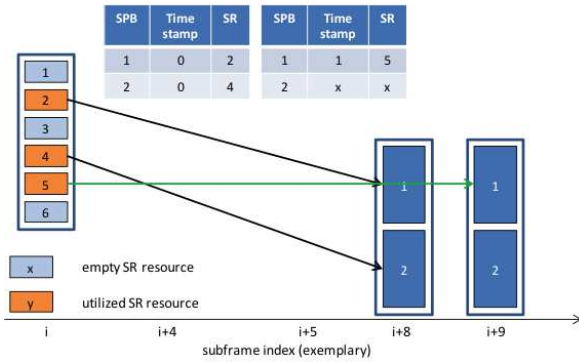 SPB Time stamp SR SPB Time stamp SR
1 0 2 1 1 5
2 0 4 2 x x
1
2
3
4
5
6
1 1
2 2
x empty SR resource
y utilized SR resource
i i+4 i+5 i+8 i+9
subframe index (exemplary)